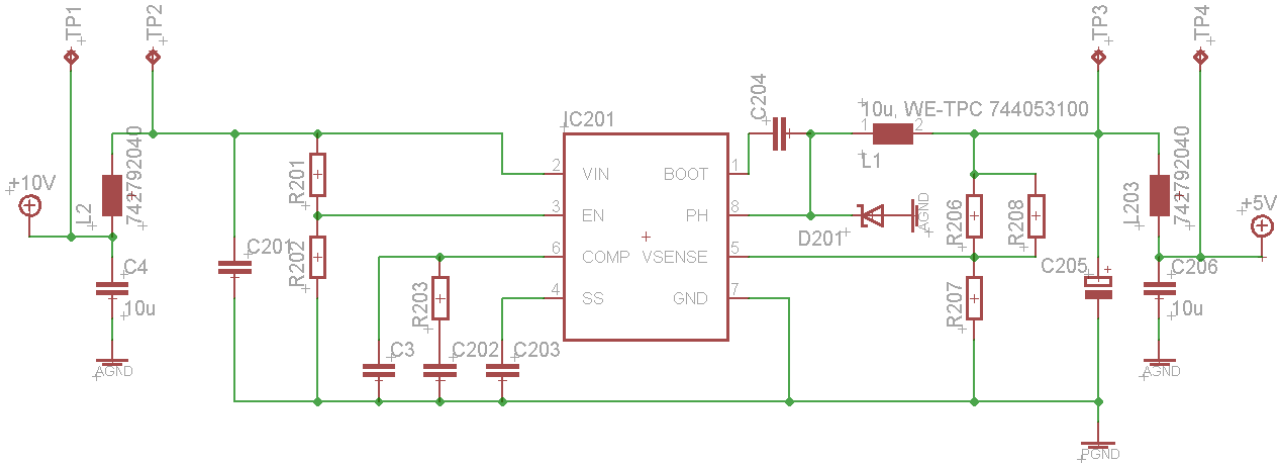 TP1
TP2
TP3
TP4
C204
10u, WE-TPC 744053100
IC201
1
2
L1
+10V
L2
742792040
R201
2
VIN
BOOT
1
3
EN
PH
8
D201
AGND
R206
R208
L203
742792040
+5V
C201
R202
6
COMP
VSENSE
5
C4
10u
C205
+
C206
10u
R203
4
SS
GND
7
R207
C3
C202
C203
AGND
AGND
PGND